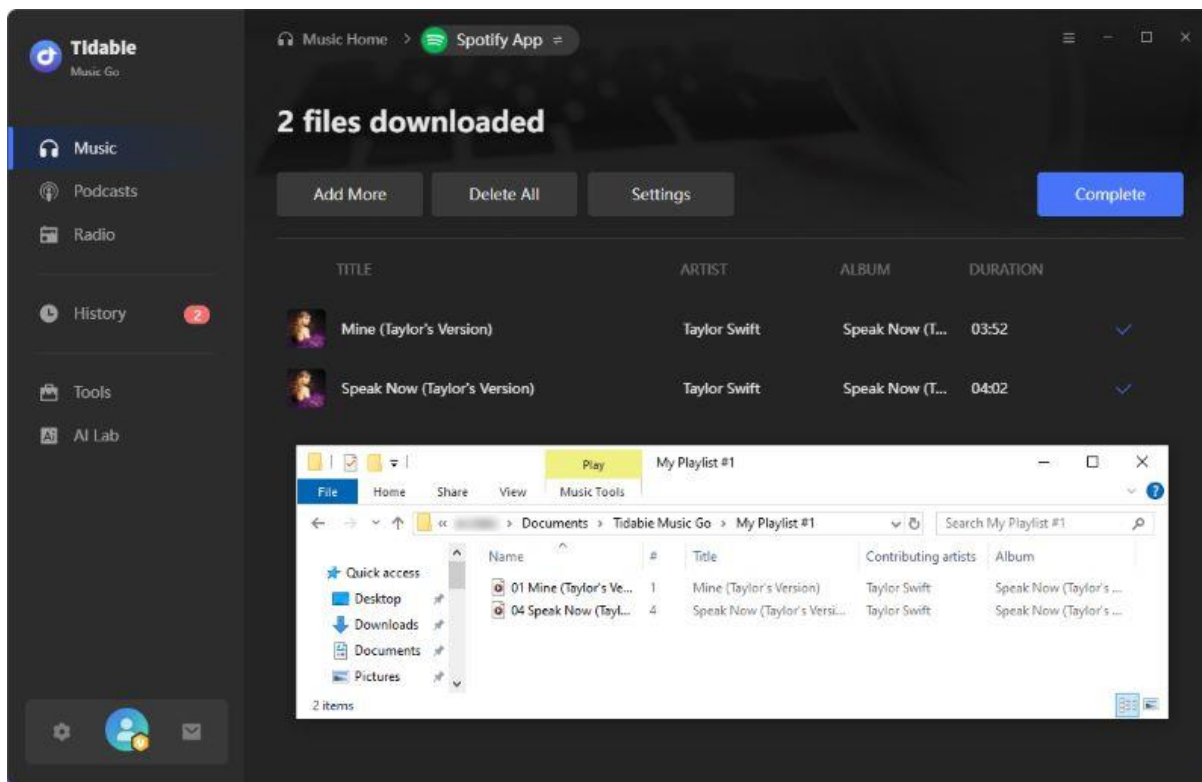 Tidable
Music Go
Music Home > Spotify App
2 files downloaded
Music
Podcasts
Radio
History 2
Tools
AI Lab
Add More Delete All Settings Complete
TITLE ARTIST ALBUM DURATION
Mine (Taylor's Version) Taylor Swift Speak Now (T... 03:52
Speak Now (Taylor's Version) Taylor Swift Speak Now (T... 04:02
Play My Playlist #1
File Home Share View Music Tools
« > Documents > Tidable Music Go > My Playlist #1 Search My Playlist #1
Name # Title Contributing artists Album
Quick access
Desktop
Downloads
Documents
Pictures
01 Mine (Taylor's Ve... 1 Mine (Taylor's Version) Taylor Swift Speak Now (Taylor's ...
04 Speak Now (Tayl... 4 Speak Now (Taylor's Versi... Taylor Swift Speak Now (Taylor's ...
2 items